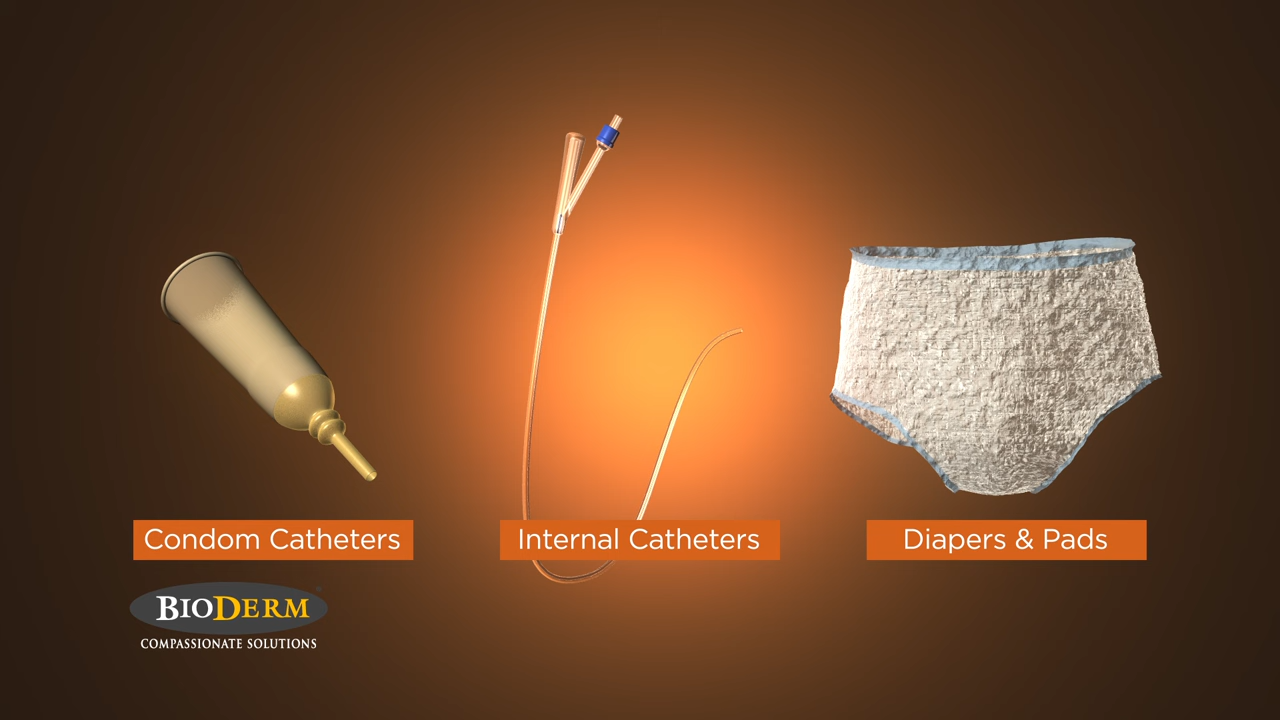 Condom Catheters
Internal Catheters
Diapers & Pads
BIODERM
COMPASSIONATE SOLUTIONS